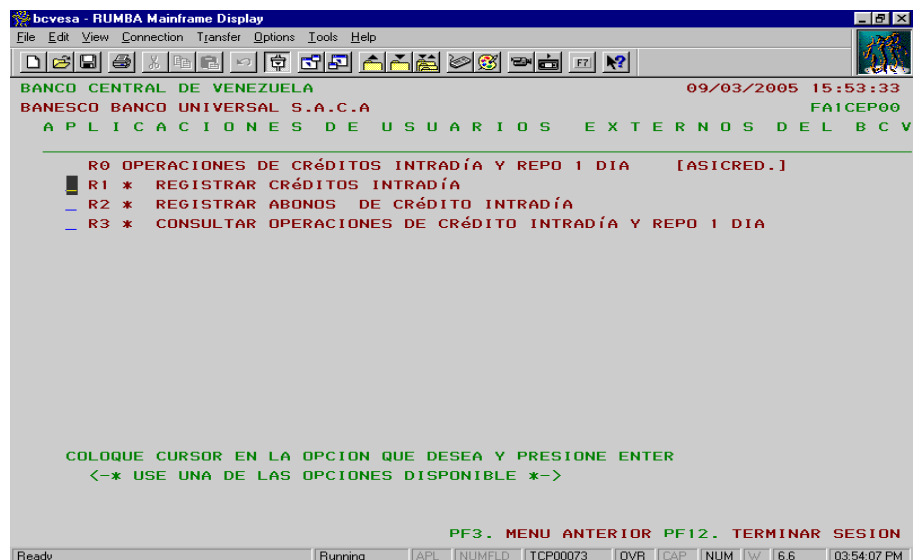 bcvesa - RUMBA Mainframe Display
File Edit View Connection Transfer Options Tools Help
F7
BANCO CENTRAL DE VENEZUELA 09/03/2005 15:53:33
BANESCO BANCO UNIVERSAL S.A.C.A FA1CEP00
A P L I C A C I O N E S D E U S U A R I O S E X T E R N O S D E L B C V
R0 OPERACIONES DE CRéDITOS INTRADíA Y REPO 1 DIA [ASICRED.]
_ R1 * REGISTRAR CRéDITOS INTRADíA
_ R2 * REGISTRAR ABONOS DE CRéDITO INTRADíA
_ R3 * CONSULTAR OPERACIONES DE CRéDITO INTRADíA Y REPO 1 DIA
COLOQUE CURSOR EN LA OPCION QUE DESEA Y PRESIONE ENTER
<-* USE UNA DE LAS OPCIONES DISPONIBLE *->
PF3. MENU ANTERIOR PF12. TERMINAR SESION
Ready Running APL NUMFLD TCP00073 OVR CAP NUM W 6.6 03:54:07 PM